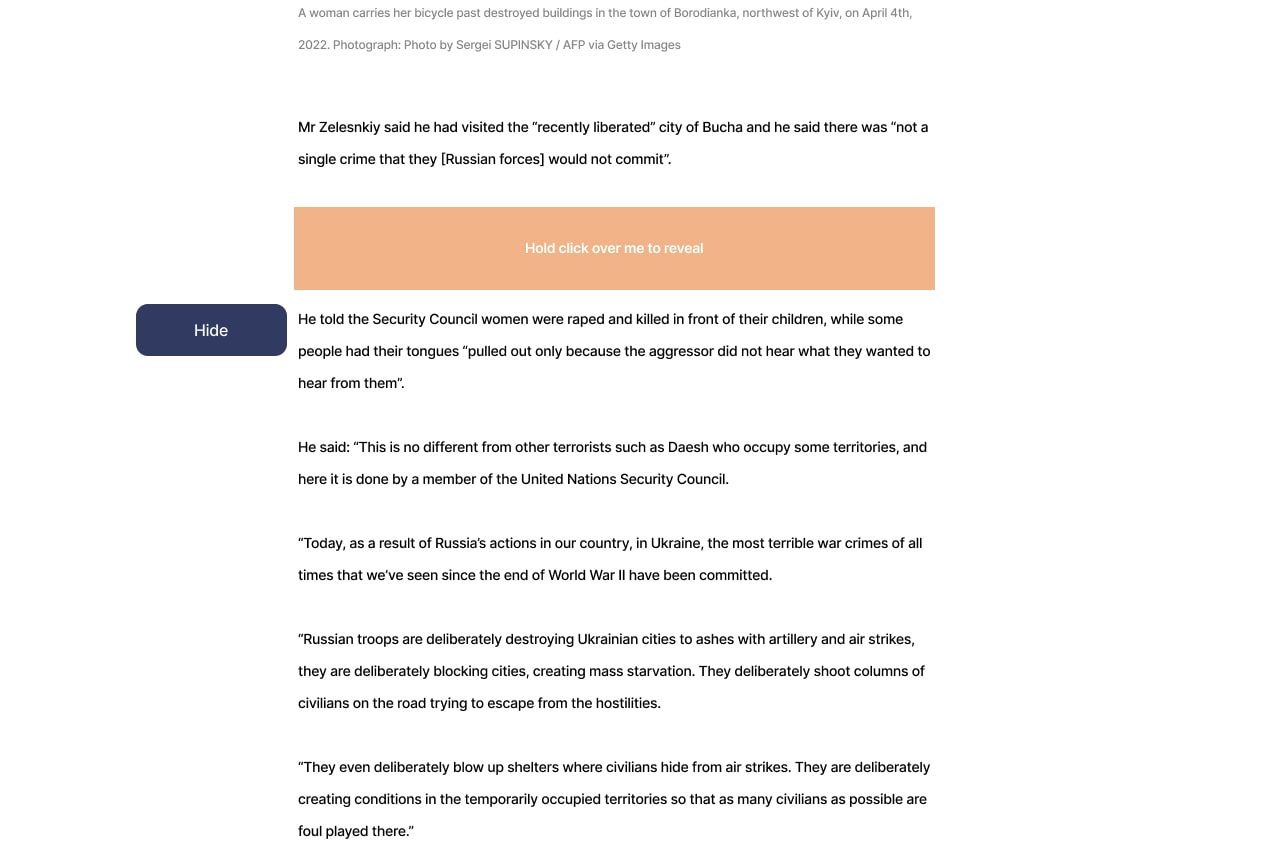 A woman carries her bicycle past destroyed buildings in the town of Borodianka, northwest of Kyiv, on April 4th,
2022. Photograph: Photo by Sergei SUPINSKY / AFP via Getty Images
Mr Zelesnkiy said he had visited the “recently liberated” city of Bucha and he said there was “not a
single crime that they [Russian forces] would not commit”.
Hold click over me to reveal
Hide
He told the Security Council women were raped and killed in front of their children, while some
people had their tongues “pulled out only because the aggressor did not hear what they wanted to
hear from them”.
He said: “This is no different from other terrorists such as Daesh who occupy some territories, and
here it is done by a member of the United Nations Security Council.
“Today, as a result of Russia’s actions in our country, in Ukraine, the most terrible war crimes of all
times that we’ve seen since the end of World War II have been committed.
“Russian troops are deliberately destroying Ukrainian cities to ashes with artillery and air strikes,
they are deliberately blocking cities, creating mass starvation. They deliberately shoot columns of
civilians on the road trying to escape from the hostilities.
“They even deliberately blow up shelters where civilians hide from air strikes. They are deliberately
creating conditions in the temporarily occupied territories so that as many civilians as possible are
foul played there.”